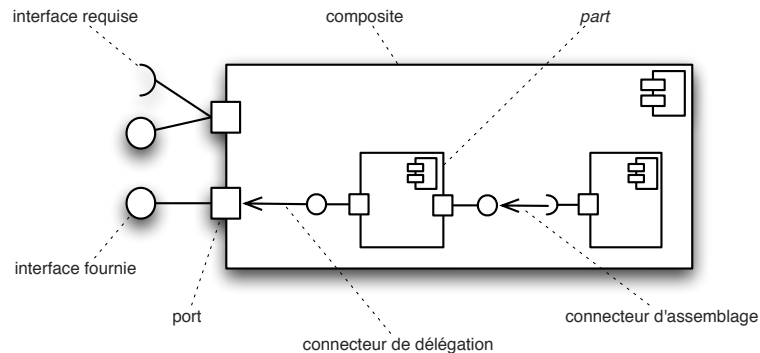 interface requise
composite
part
interface fournie
port
connecteur d'assemblage
connecteur de délégation